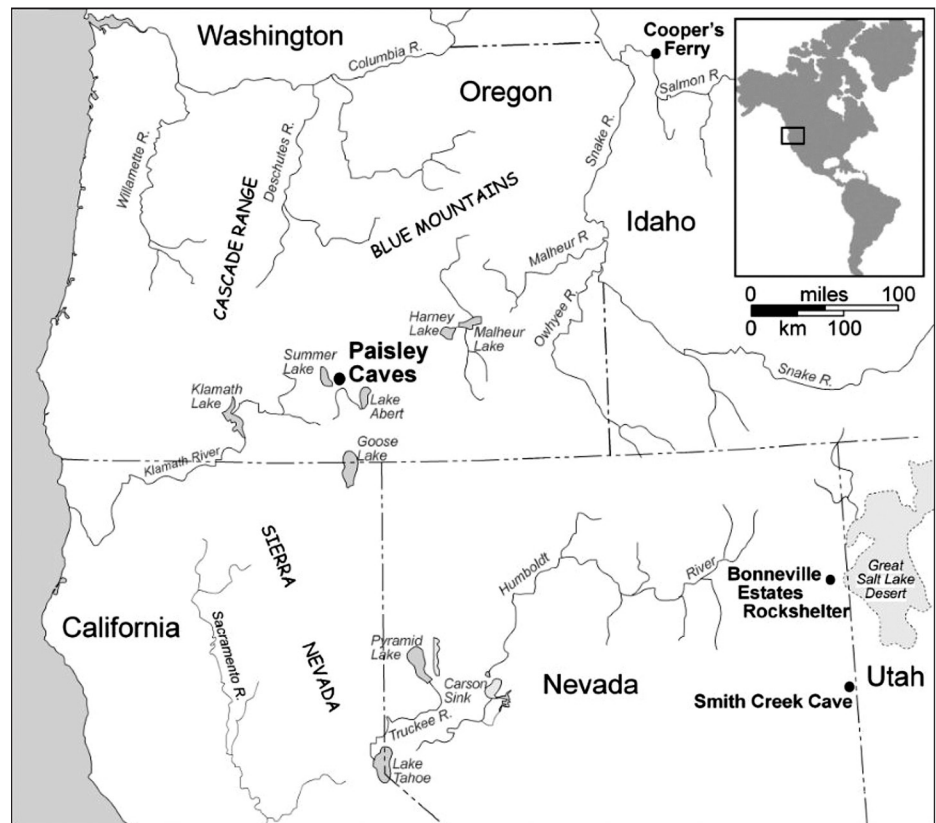 Washington
Columbia R.
Cooper's
Ferry
Salmon R.
Oregon
Willamette R.
Deschutes R.
Snake R.
CASCADE RANGE
BLUE MOUNTAINS
Idaho
Malheur R
Owhyee R.
0 miles 100
0 km 100
Harney
Lake
Malheur
Lake
Summer
Lake
Paisley
Caves
Klamath
Lake
Lake
Abert
Snake R.
Goose
Lake
Klamath River
SIERRA
NEVADA
Humboldt
River
Bonneville
Estates
Rockshelter
Great
Salt Lake
Desert
California
Sacramento R.
Pyramid
Lake
Carson
Sink
Nevada
Utah
Smith Creek Cave
Truckee R.
Lake
Tahoe